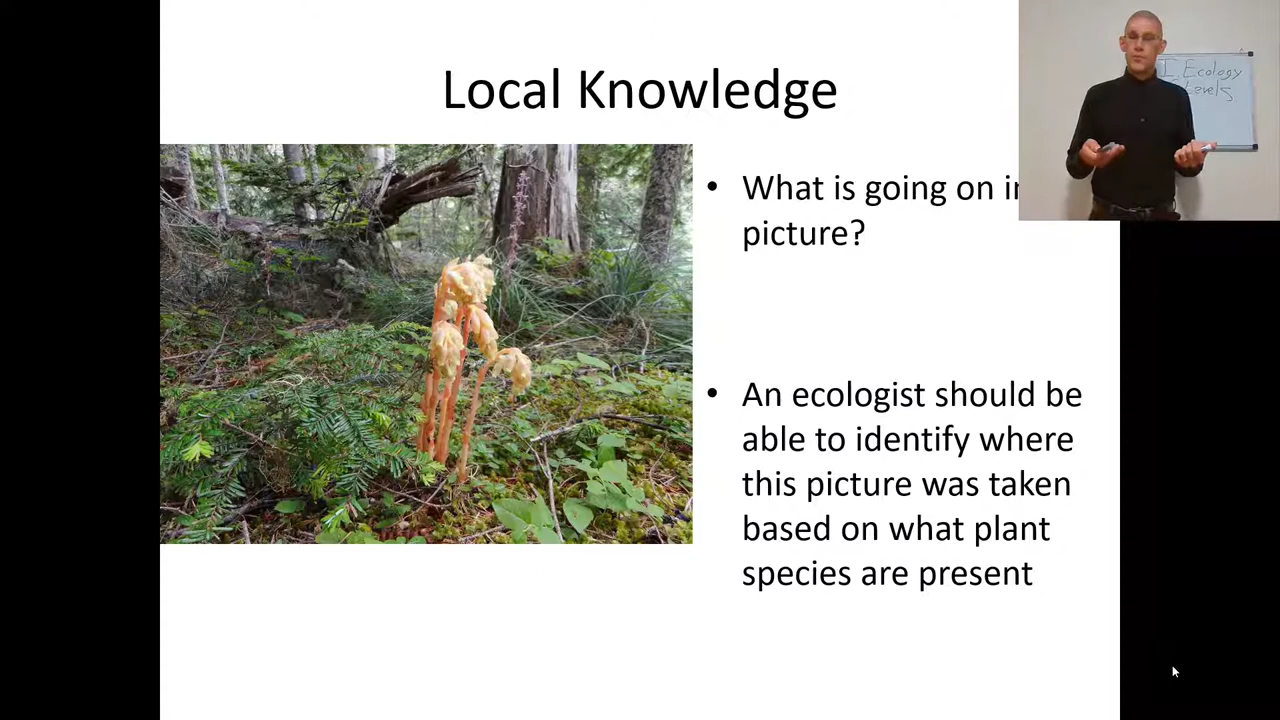 Local Knowledge
I Ecology
Levels
• What is going on in
picture?
• An ecologist should be
able to identify where
this picture was taken
based on what plant
species are present